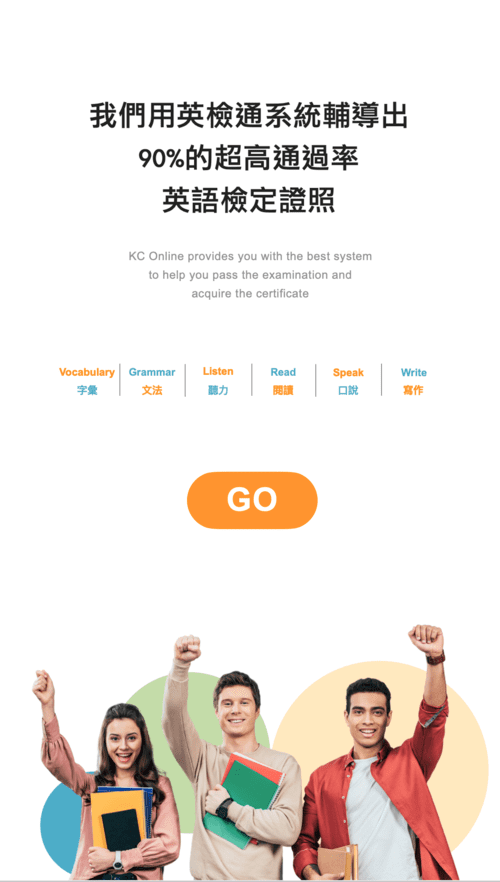 我們用英檢通系統輔導出
90%的超高通過率
英語檢定證照
KC Online provides you with the best system
to help you pass the examination and
acquire the certificate
Vocabulary
字彙
Grammar
文法
Listen
聽力
Read
閱讀
Speak
口說
Write
寫作
GO